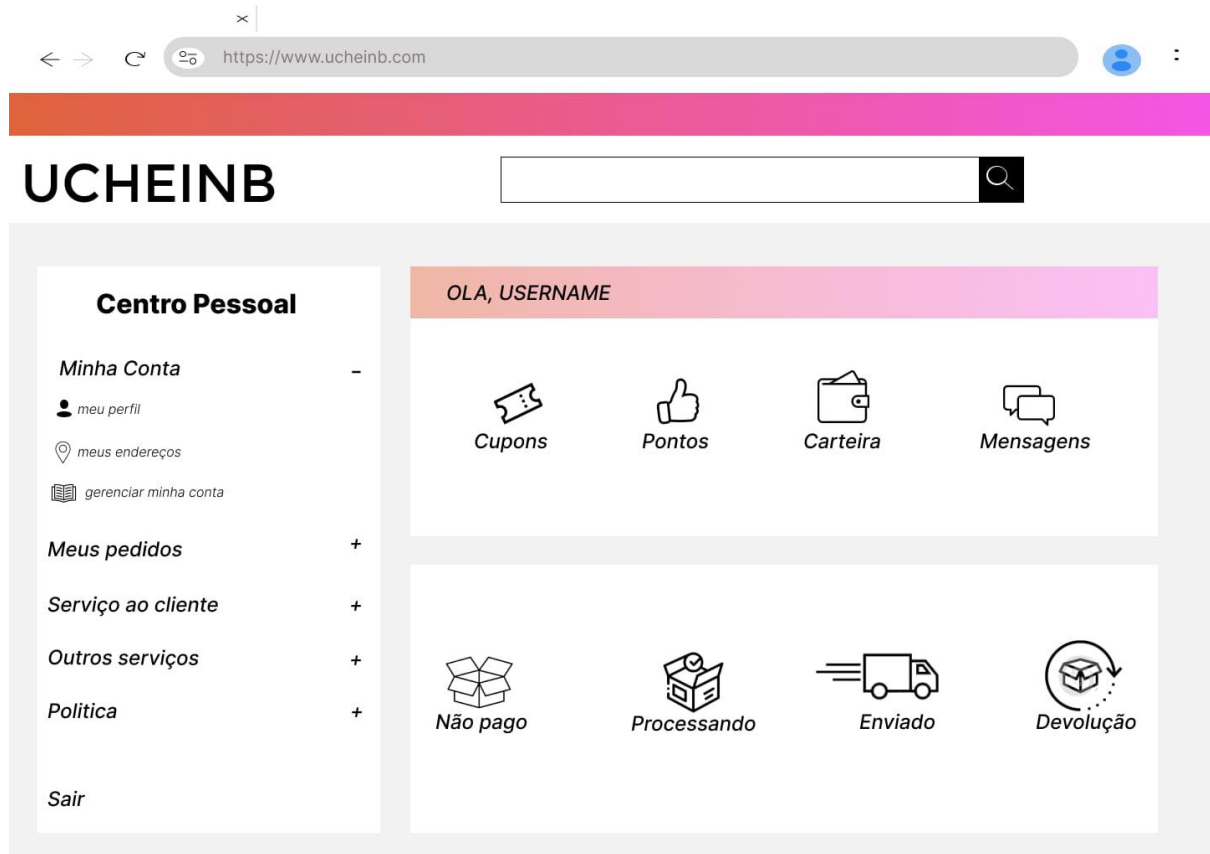 https://www.ucheinb.com
UCHEINB
Centro Pessoal
Minha Conta -
meu perfil
meus endereços
gerenciar minha conta
Meus pedidos +
Serviço ao cliente +
Outros serviços +
Politica +
Sair
OLA, USERNAME
Cupons Pontos Carteira Mensagens
Não pago Processando Enviado Devolução